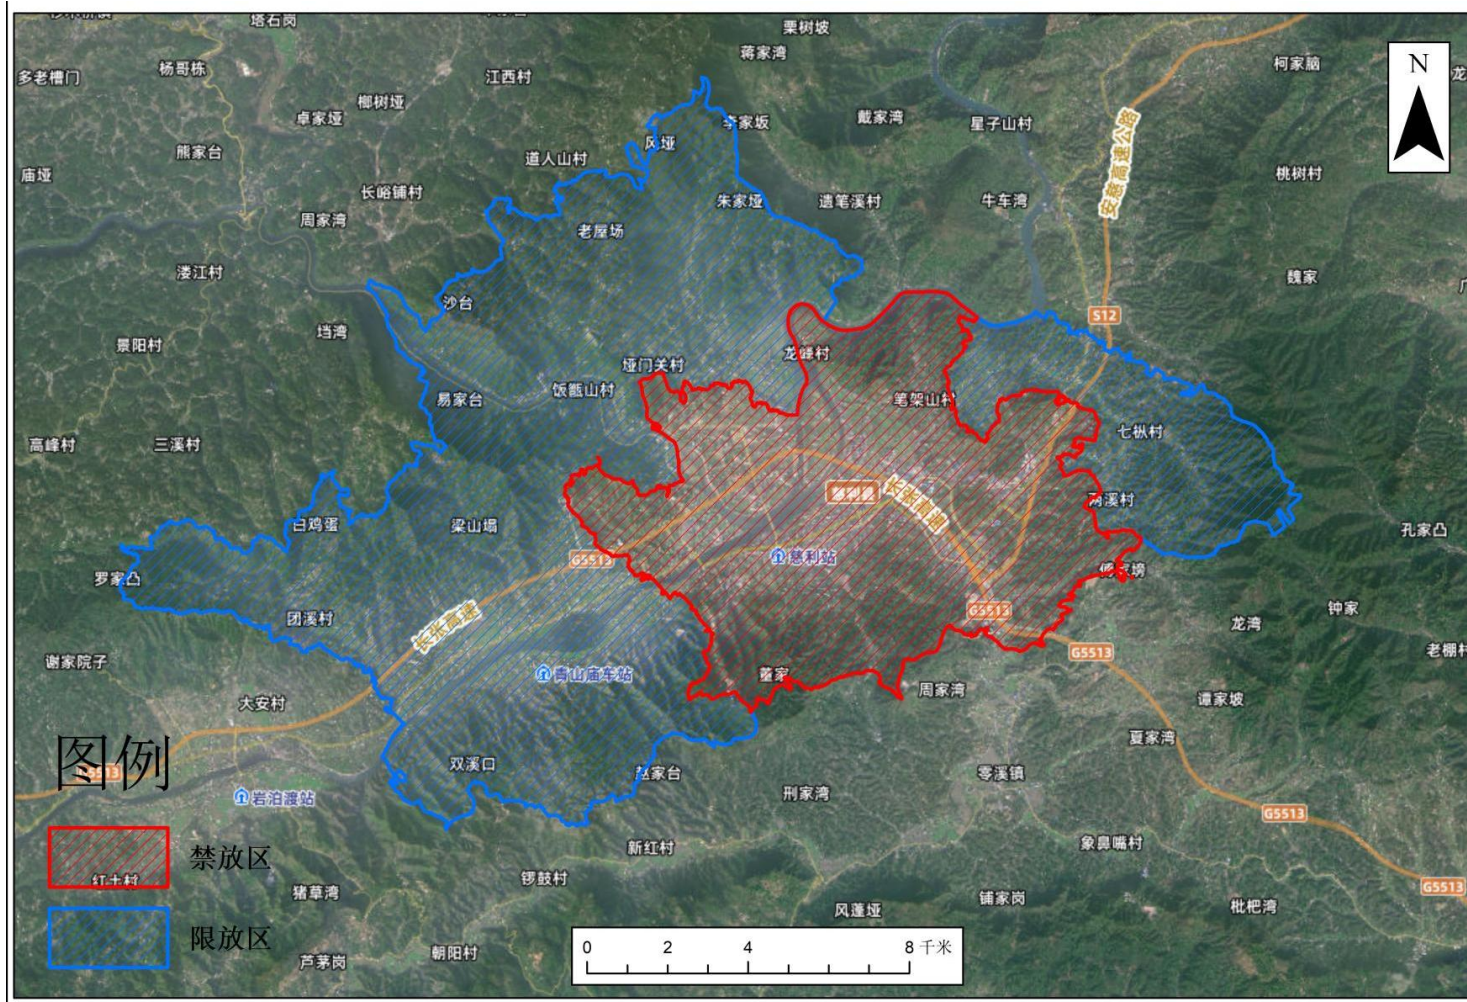 塔石岗
栗树坡
蒋家湾
多老槽门
杨哥栋
江西村
柯家脑
N
榔树垭
卓家垭
李家坂
戴家湾
星子山村
安慈高速公路
熊家台
道人山村
风垭
庙垭
长峪铺村
朱家垭
遗笔溪村
牛车湾
桃树村
周家湾
老屋场
溇江村
魏家
沙台
垱湾
S12
景阳村
龙峰村
垭门关村
饭甑山村
易家台
笔架山村
高峰村
三溪村
七枞村
长张高速
两溪村
白鸡蛋
梁山塌
孔家凸
G5513
慈利站
罗家凸
傅家塝
团溪村
长张高速
G5513
钟家
龙湾
谢家院子
G5513
老棚村
青山庙车站
董家
周家湾
大安村
谭家坡
夏家湾
图例
双溪口
赵家台
零溪镇
G5513
岩泊渡站
刑家湾
G5513
新红村
象鼻嘴村
禁放区
红土村
猪草湾
锣鼓村
铺家岗
G5513
枇杷湾
风蓬垭
限放区
朝阳村
芦茅岗
0 2 4 8 千米